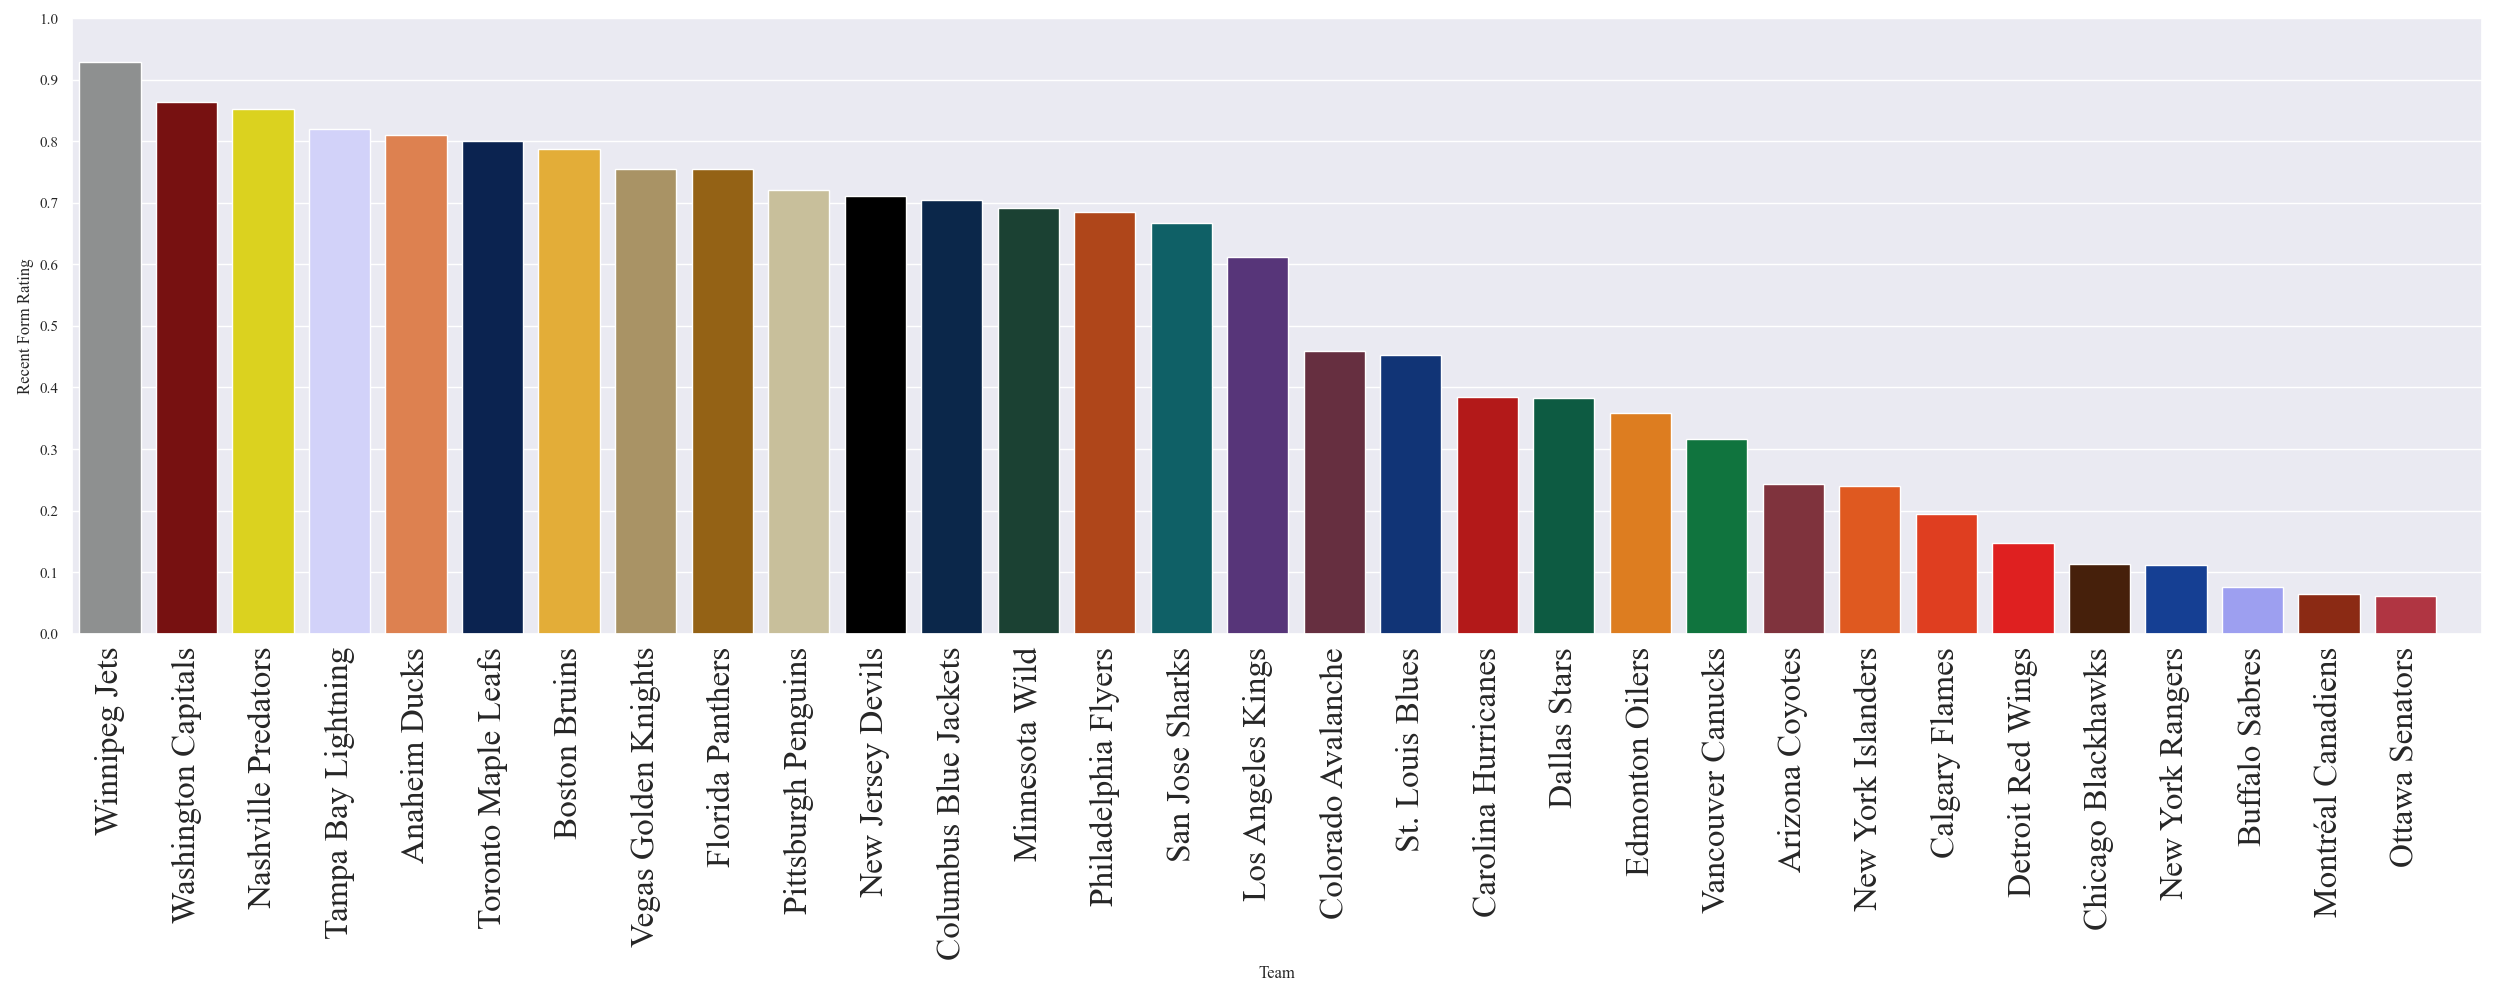 1.0
0.9
0.8
0.7
0.6
0.5
0.4
0.3
0.2
0.1
0.0
Recent Form Rating
Winnipeg Jets
Washington Capitals
Nashville Predators
Tampa Bay Lightning
Anaheim Ducks
Toronto Maple Leafs
Boston Bruins
Vegas Golden Knights
Florida Panthers
Pittsburgh Penguins
New Jersey Devils
Columbus Blue Jackets
Minnesota Wild
Philadelphia Flyers
San Jose Sharks
Los Angeles Kings
Colorado Avalanche
St. Louis Blues
Carolina Hurricanes
Dallas Stars
Edmonton Oilers
Vancouver Canucks
Arizona Coyotes
New York Islanders
Calgary Flames
Detroit Red Wings
Chicago Blackhawks
New York Rangers
Buffalo Sabres
Montréal Canadiens
Ottawa Senators
Team